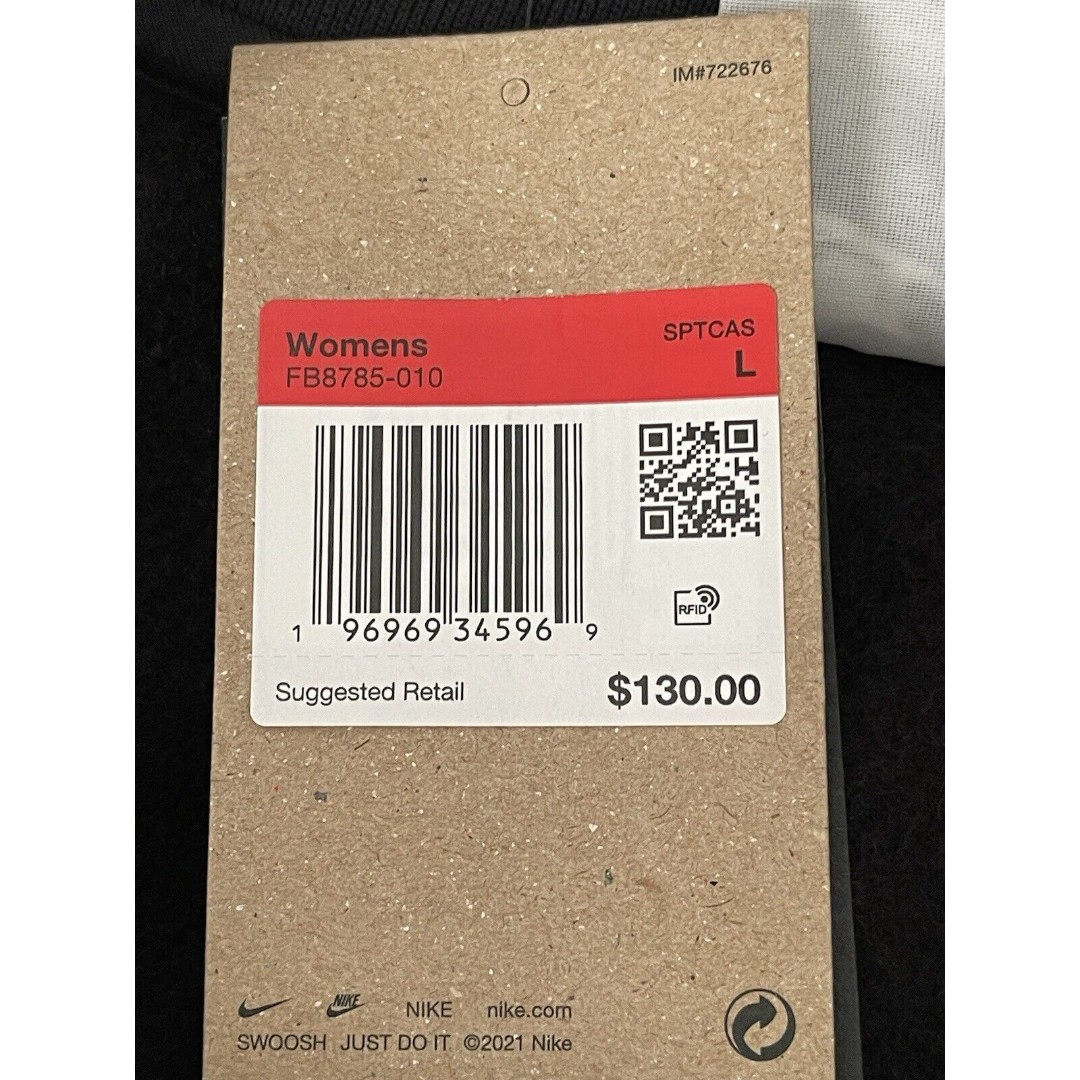 IM#722676
Womens
FB8785-010
SPTCAS
L
1 96969 34596 9
RFID
Suggested Retail $130.00
NIKE NIKE nike.com
SWOOSH JUST DO IT ©2021 Nike